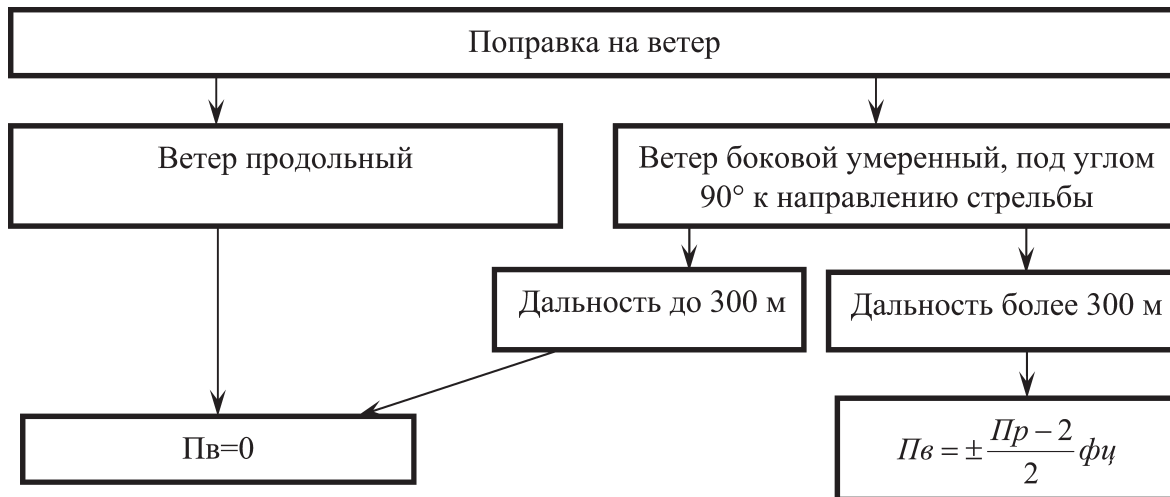 Поправка на ветер
Ветер продольный
Ветер боковой умеренный, под углом
90° к направлению стрельбы
Дальность до 300 м
Дальность более 300 м
Пв=0
Пв = ± (Пр − 2)/2 фц